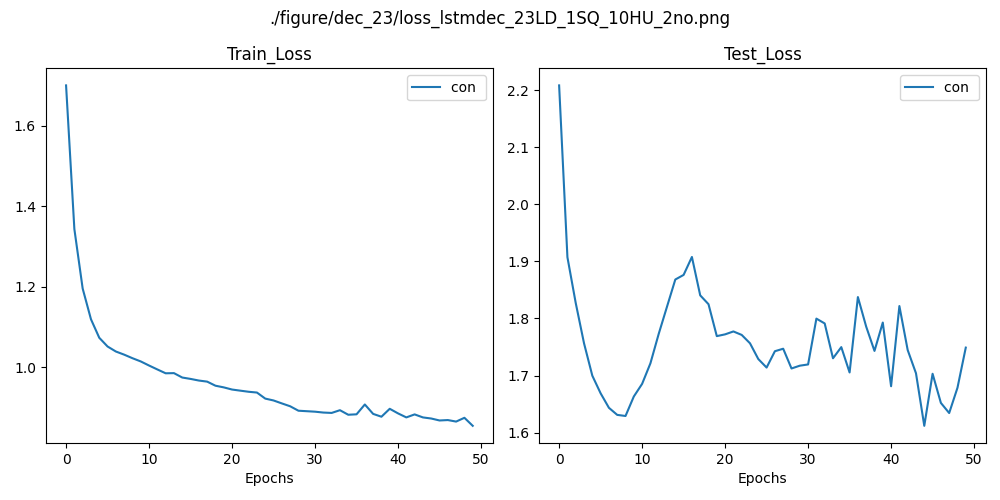 ./figure/dec_23/loss_lstmdec_23LD_1SQ_10HU_2no.png
Train_Loss
con
1.6
1.4
1.2
1.0
0 10 20 30 40 50
Epochs
Test_Loss
con
2.2
2.1
2.0
1.9
1.8
1.7
1.6
0 10 20 30 40 50
Epochs